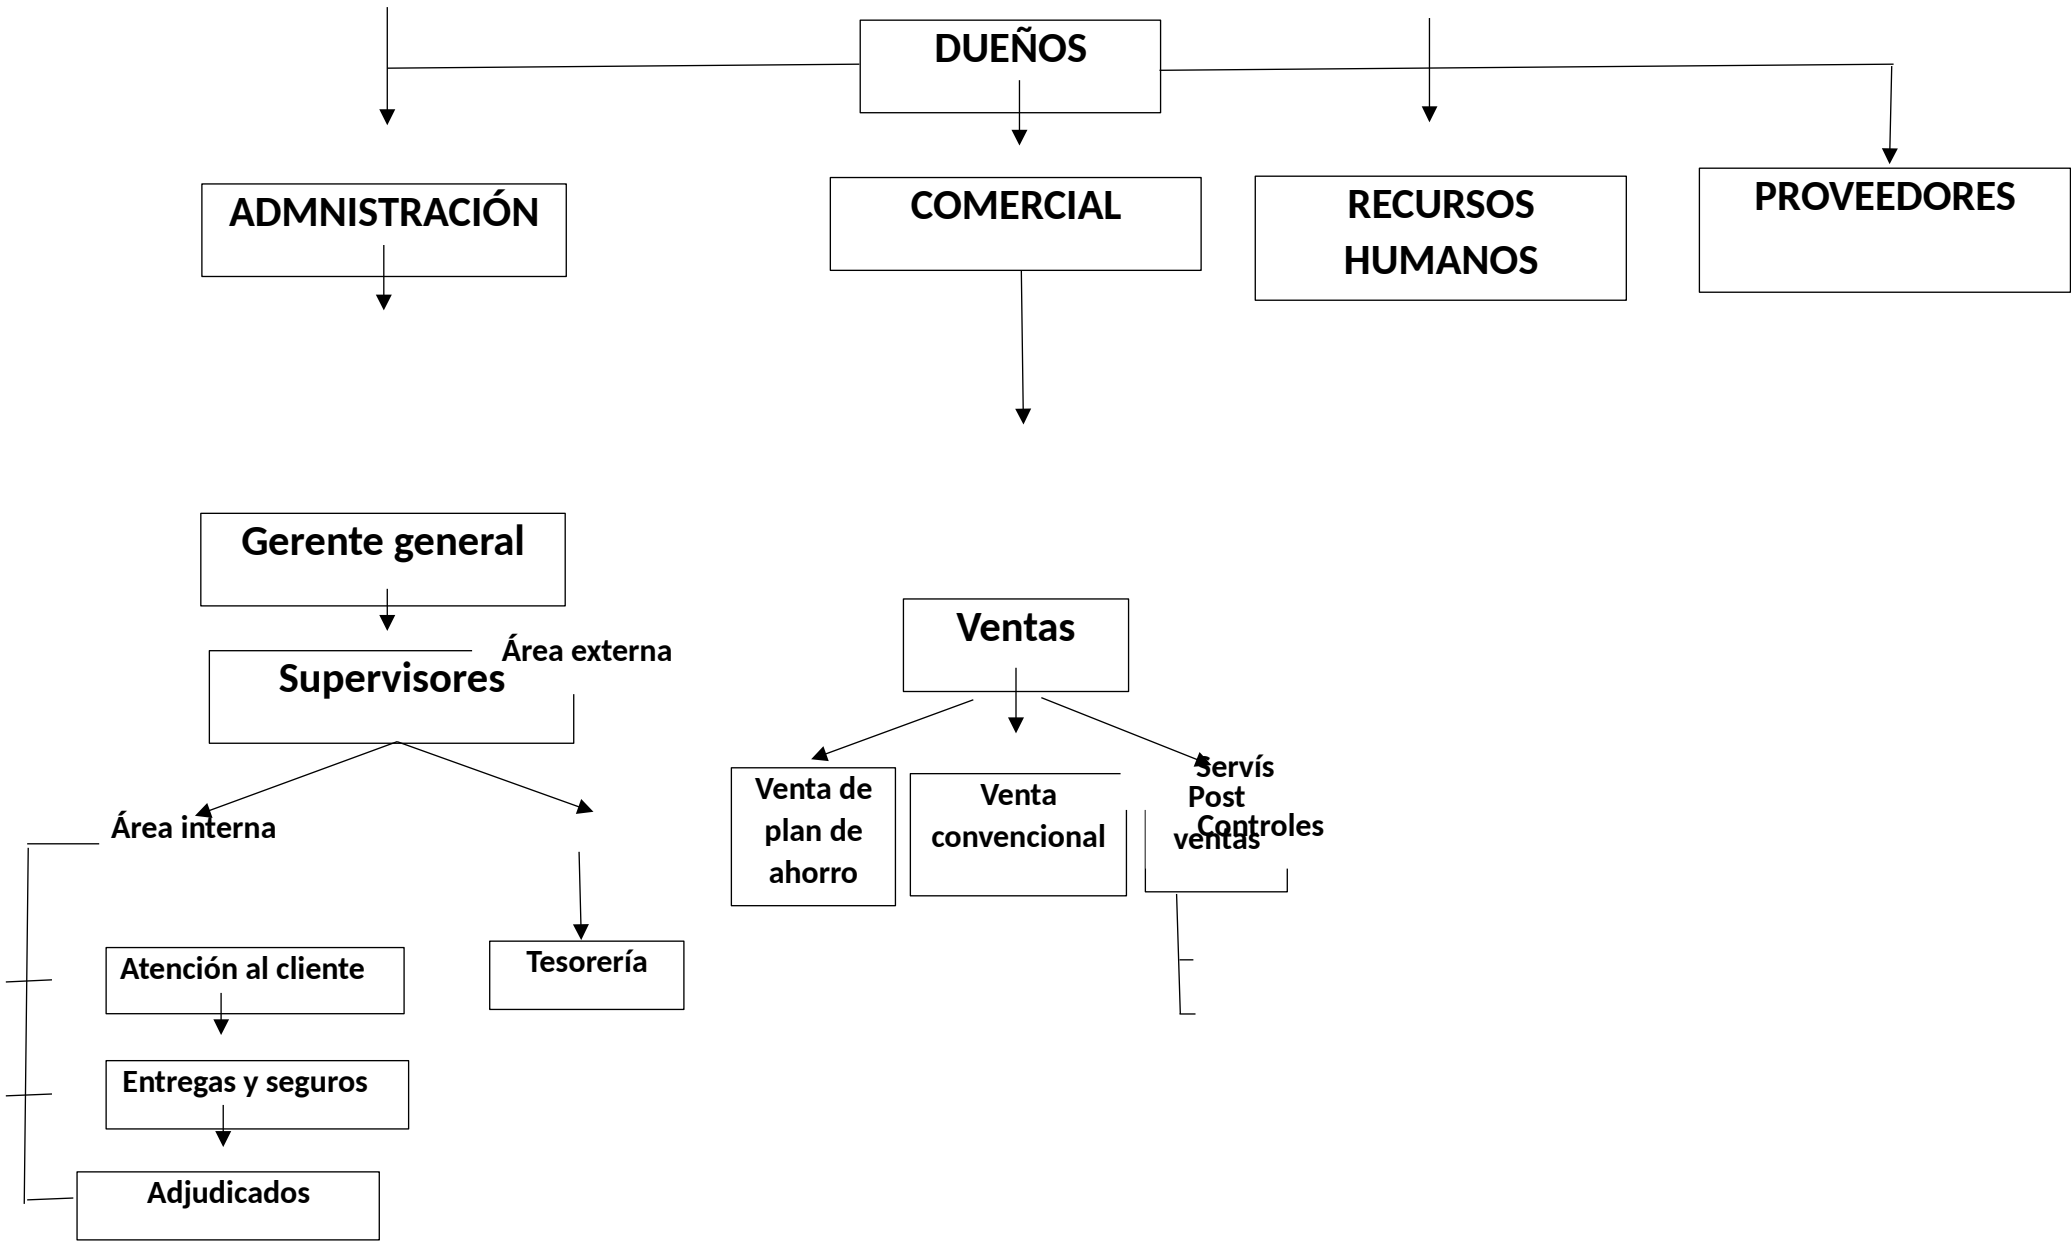 DUEÑOS
ADMNISTRACIÓN
COMERCIAL
RECURSOS
HUMANOS
PROVEEDORES
Gerente general
Ventas
Área externa
Supervisores
Venta de
plan de
ahorro
Venta
convencional
Servís
Post
Controles
ventas
Área interna
Atención al cliente
Tesorería
Entregas y seguros
Adjudicados